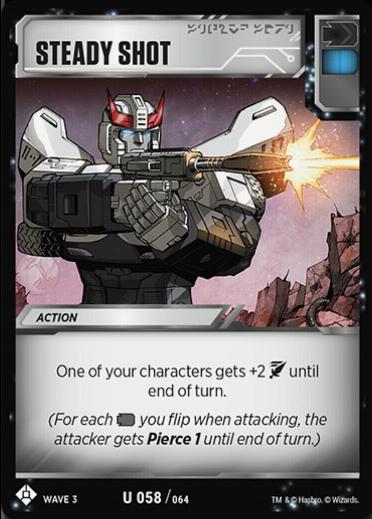 STEADY SHOT
ACTION
One of your characters gets +2 until
end of turn.
(For each you flip when attacking, the
attacker gets Pierce 1 until end of turn.)
WAVE 3
U 058 / 064
TM & © Hasbro. © Wizards.